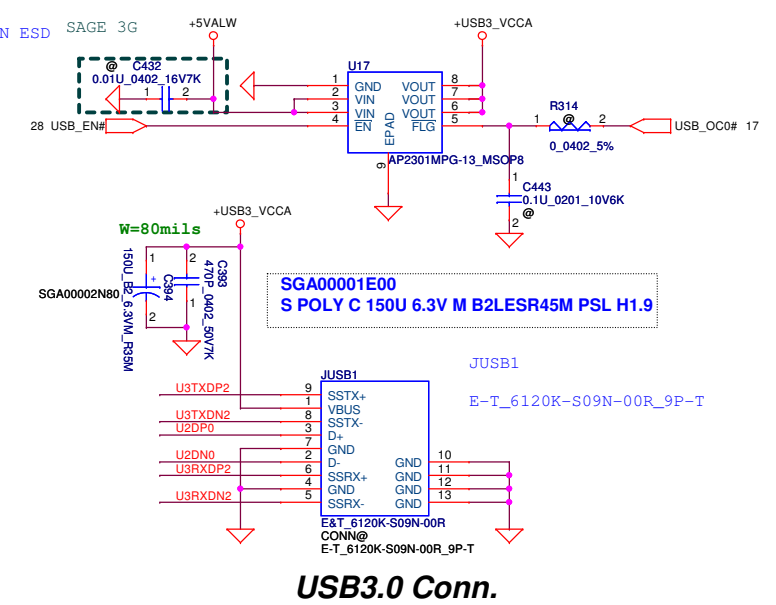 N ESD
SAGE 3G
+5VALW
+USB3_VCCA
@
C432
0.01U_0402_16V7K
1
2
28 USB_EN#
U17
1
2
3
4
GND
VIN
VIN
EN
VOUT
VOUT
VOUT
FLG
EPAD
8
7
6
5
9
AP2301MPG-13_MSOP8
R314
@
1
2
0_0402_5%
USB_OC0# 17
1
C443
0.1U_0201_10V6K
@
2
+USB3_VCCA
W=80mils
SGA00002N80
150U_B2_6.3VM_R35M
C394
+
1
2
C393
470P_0402_50V7K
2
1
SGA00001E00
S POLY C 150U 6.3V M B2LESR45M PSL H1.9
JUSB1
E-T_6120K-S09N-00R_9P-T
JUSB1
U3TXDP2
9
SSTX+
1
VBUS
U3TXDN2
8
SSTX-
U2DP0
3
D+
7
GND
U2DN0
2
D-
U3RXDP2
6
SSRX+
4
GND
U3RXDN2
5
SSRX-
GND
10
GND
11
GND
12
GND
13
E&T_6120K-S09N-00R
CONN@
E-T_6120K-S09N-00R_9P-T
USB3.0 Conn.